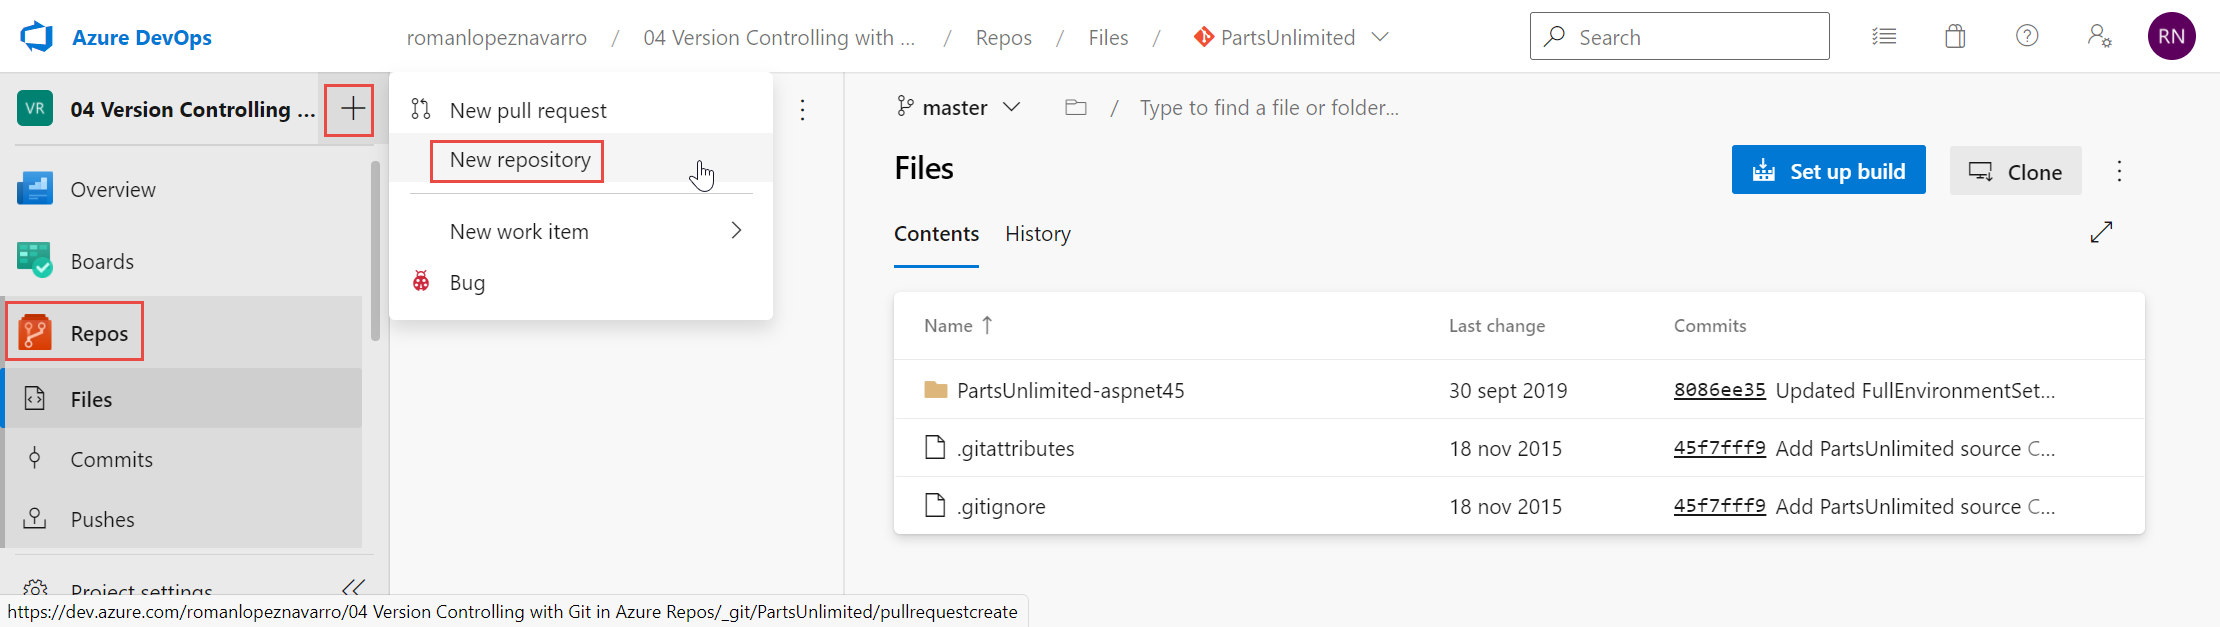 Azure DevOps
romanlopeznavarro / 04 Version Controlling with ... / Repos / Files / PartsUnlimited
Search
RN
VR 04 Version Controlling ...
Overview
Boards
Repos
Files
Commits
Pushes
Project settings
New pull request
New repository
New work item
Bug
master / Type to find a file or folder...
Files
Set up build
Clone
Contents History
Name Last change Commits
PartsUnlimited-aspnet45 30 sept 2019 8086ee35 Updated FullEnvironmentSet...
.gitattributes 18 nov 2015 45f7fff9 Add PartsUnlimited source C...
.gitignore 18 nov 2015 45f7fff9 Add PartsUnlimited source C...
https://dev.azure.com/romanlopeznavarro/04 Version Controlling with Git in Azure Repos/_git/PartsUnlimited/pullrequestcreate